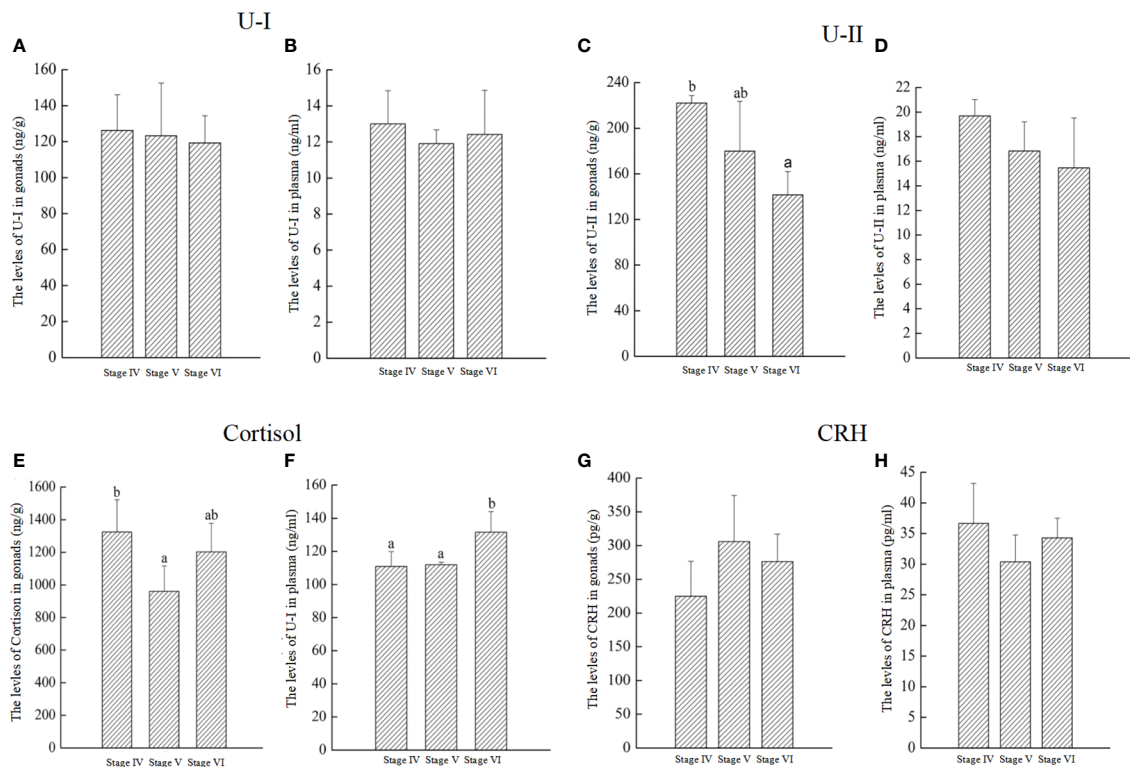 U-I
U-II
A
The levles of U-I in gonads (ng/g)
160
140
120
100
80
60
40
20
0
Stage IV Stage V Stage VI
B
The levles of U-I in plasma (ng/ml)
16
14
12
10
8
6
4
2
0
Stage IV Stage V Stage VI
C
The levles of U-II in gonads (ng/g)
240
200
160
120
80
40
0
b
ab
a
Stage IV Stage V Stage VI
D
The levles of U-II in plasma (ng/ml)
22
20
18
16
14
12
10
8
6
4
2
0
Stage IV Stage V Stage VI
Cortisol
CRH
E
The levles of Cortison in gonads (ng/g)
1600
1400
1200
1000
800
600
400
200
0
b
a
ab
Stage IV Stage V Stage VI
F
The levles of U-I in plasma (ng/ml)
160
140
120
100
80
60
40
20
0
a
a
b
Stage IV Stage V Stage VI
G
The levles of CRH in gonads (pg/g)
400
350
300
250
200
150
100
50
0
Stage IV Stage V Stage VI
H
The levles of CRH in plasma (pg/ml)
45
40
35
30
25
20
15
10
5
0
Stage IV Stage V Stage VI